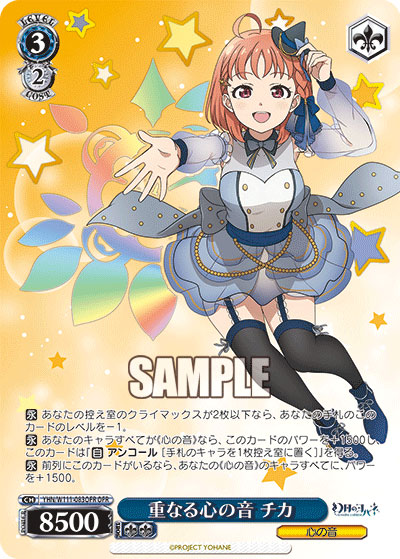 LEVEL
3
2
COST
SAMPLE
永 あなたの控え室のクライマックスが2枚以下なら、あなたの手札のこの
カードのレベルを－1。
永 あなたのキャラすべてが《心の音》なら、このカードのパワーを＋1500し、
このカードは『自 アンコール ［手札のキャラを1枚控え室に置く］』を得る。
永 前列にこのカードがいるなら、あなたの《心の音》のキャラすべてに、パワー
を＋1500。
CH
YHN/W111-083OFR OFR
8500
重なる心の音 チカ
心の音
©PROJECT YOHANE